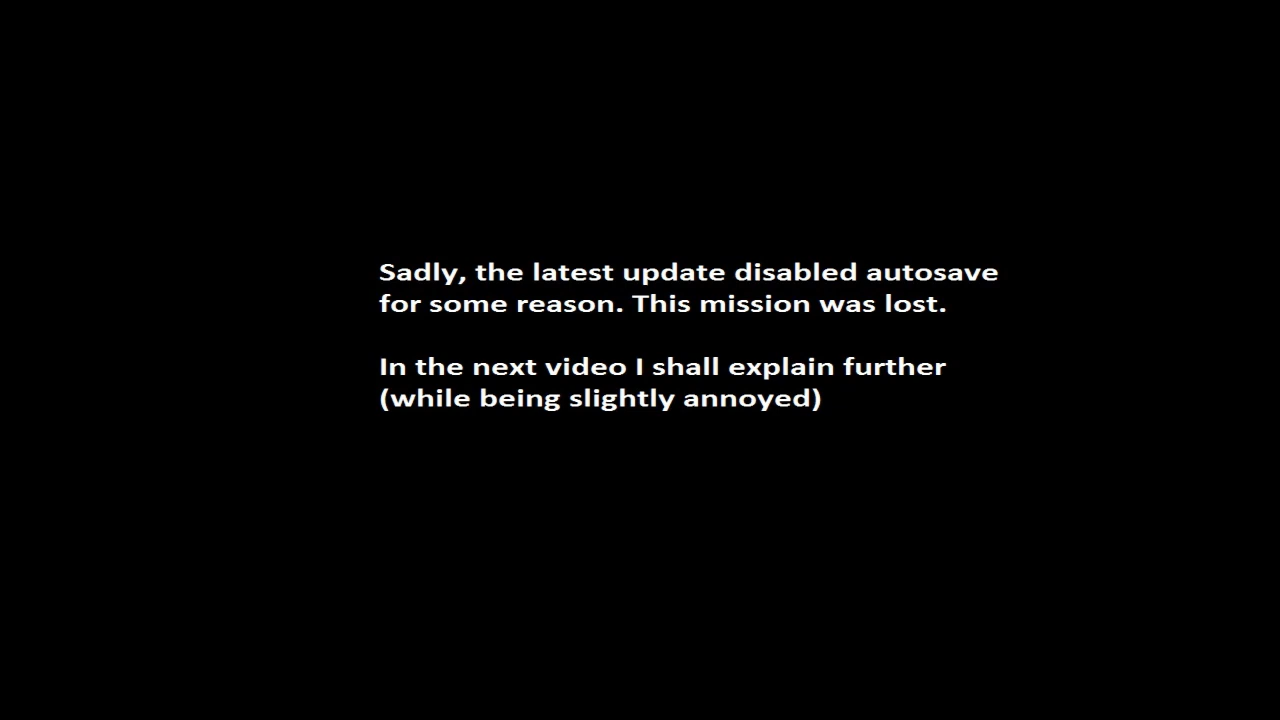 Sadly, the latest update disabled autosave
for some reason. This mission was lost.
In the next video I shall explain further
(while being slightly annoyed)